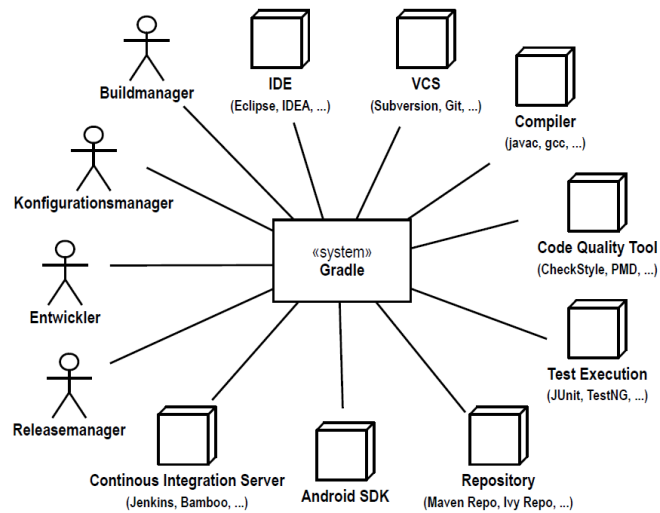 Buildmanager
IDE
(Eclipse, IDEA, ...)
VCS
(Subversion, Git, ...)
Compiler
(javac, gcc, ...)
Konfigurationsmanager
«system»
Gradle
Code Quality Tool
(CheckStyle, PMD, ...)
Entwickler
Test Execution
(JUnit, TestNG, ...)
Releasemanager
Continous Integration Server
(Jenkins, Bamboo, ...)
Android SDK
Repository
(Maven Repo, Ivy Repo, ...)